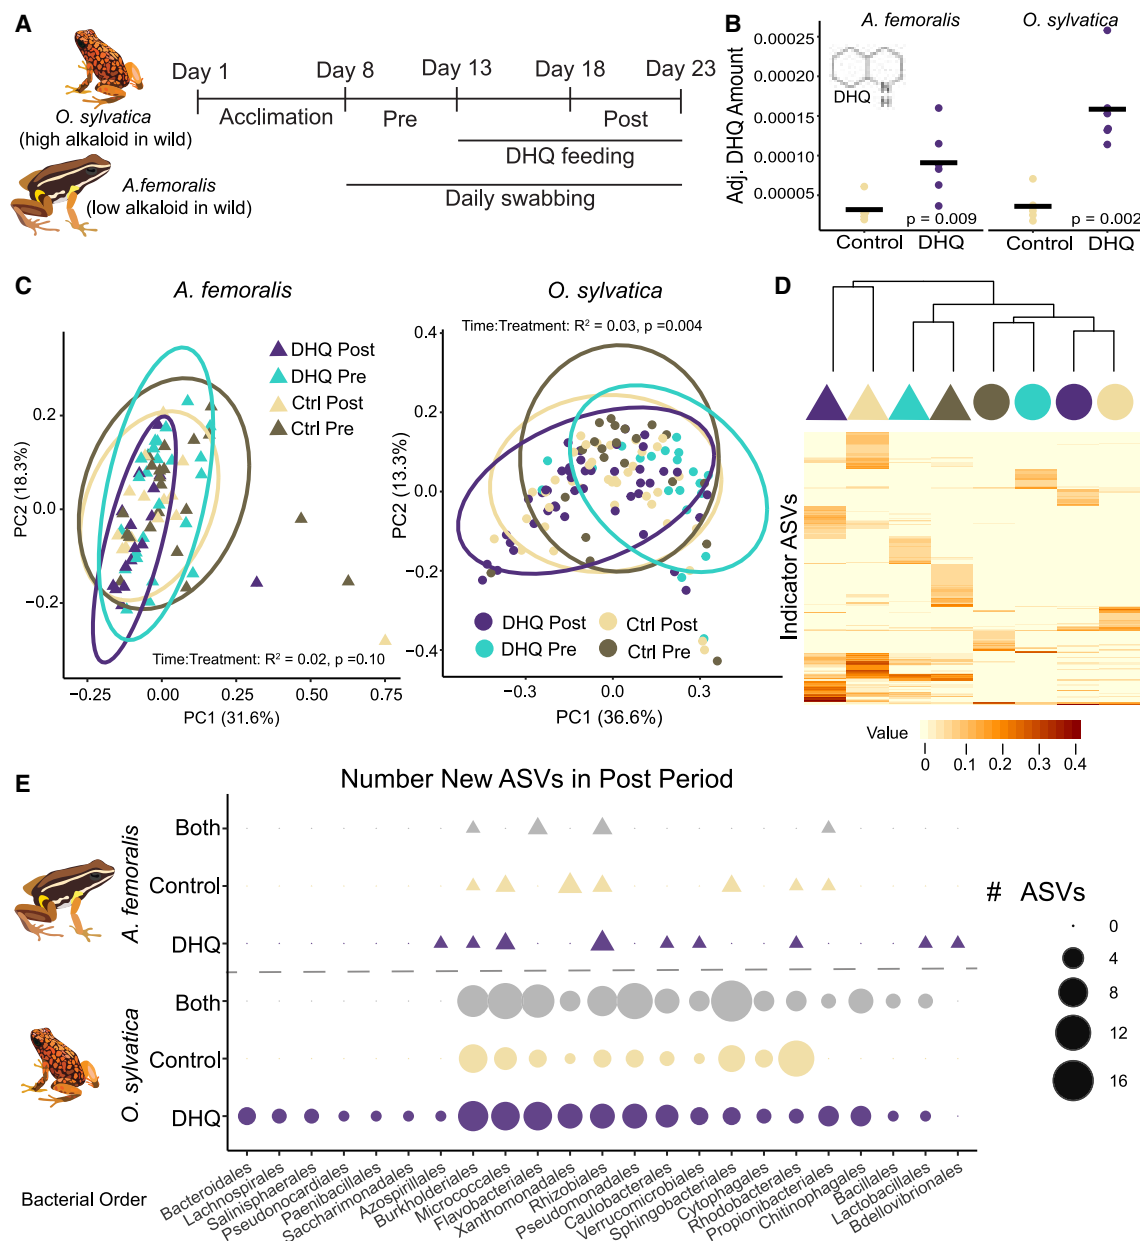 A
Day 1
Day 8
Day 13
Day 18
Day 23
Acclimation
Pre
Post
DHQ feeding
Daily swabbing
O. sylvatica
(high alkaloid in wild)
A.femoralis
(low alkaloid in wild)
B
A. femoralis
O. sylvatica
Adj. DHQ Amount
0.00025
0.00020
0.00015
0.00010
0.00005
DHQ
N
H
p = 0.009
p = 0.002
Control
DHQ
Control
DHQ
C
A. femoralis
O. sylvatica
DHQ Post
DHQ Pre
Ctrl Post
Ctrl Pre
PC2 (18.3%)
0.2
0.0
−0.2
Time:Treatment: R² = 0.02, p =0.10
−0.25
0.00
0.25
0.50
0.75
PC1 (31.6%)
Time:Treatment: R² = 0.03, p =0.004
PC2 (13.3%)
0.4
0.2
0.0
−0.2
−0.4
DHQ Post
Ctrl Post
DHQ Pre
Ctrl Pre
−0.3
0.0
0.3
PC1 (36.6%)
D
Indicator ASVs
Value
0
0.1
0.2
0.3
0.4
E
Number New ASVs in Post Period
A. femoralis
Both
Control
DHQ
O. sylvatica
Both
Control
DHQ
# ASVs
0
4
8
12
16
Bacterial Order
Bacteroidales
Lachnospirales
Salinisphaerales
Pseudonocardiales
Paenibacillales
Saccharimonadales
Azospirillales
Burkholderiales
Micrococcales
Flavobacteriales
Xanthomonadales
Rhizobiales
Pseudomonadales
Caulobacterales
Verrucomicrobiales
Sphingobacteriales
Cytophagales
Rhodobacterales
Propionibacteriales
Chitinophagales
Bacillales
Lactobacillales
Bdellovibrionales